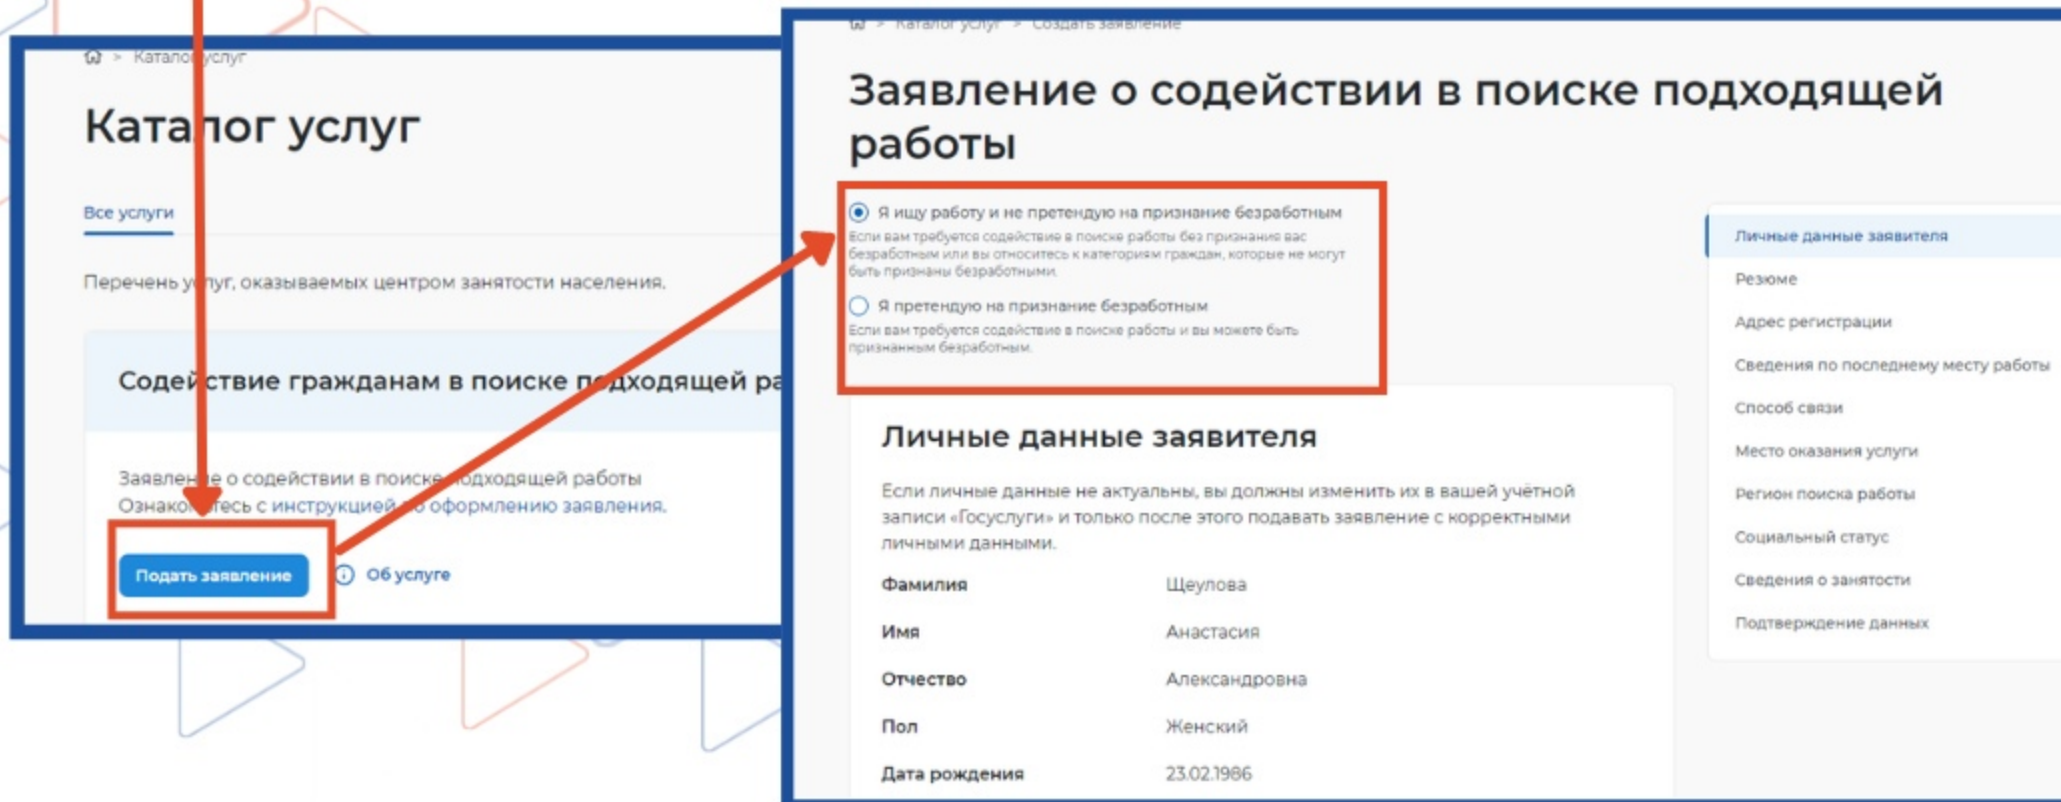 > Каталог услуг
Каталог услуг
Все услуги
Перечень услуг, оказываемых центром занятости населения.
Содействие гражданам в поиске подходящей ра
Заявление о содействии в поиске подходящей работы
Ознакомьтесь с инструкцией по оформлению заявления.
Подать заявление
Об услуге
> Каталог услуг > Создать заявление
Заявление о содействии в поиске подходящей
работы
Я ищу работу и не претендую на признание безработным
Если вам требуется содействие в поиске работы без признания вас
безработным или вы относитесь к категориям граждан, которые не могут
быть признаны безработными.
Я претендую на признание безработным
Если вам требуется содействие в поиске работы и вы можете быть
признанным безработным.
Личные данные заявителя
Если личные данные не актуальны, вы должны изменить их в вашей учётной
записи «Госуслуги» и только после этого подавать заявление с корректными
личными данными.
Фамилия Щеулова
Имя Анастасия
Отчество Александровна
Пол Женский
Дата рождения 23.02.1986
Личные данные заявителя
Резюме
Адрес регистрации
Сведения по последнему месту работы
Способ связи
Место оказания услуги
Регион поиска работы
Социальный статус
Сведения о занятости
Подтверждение данных